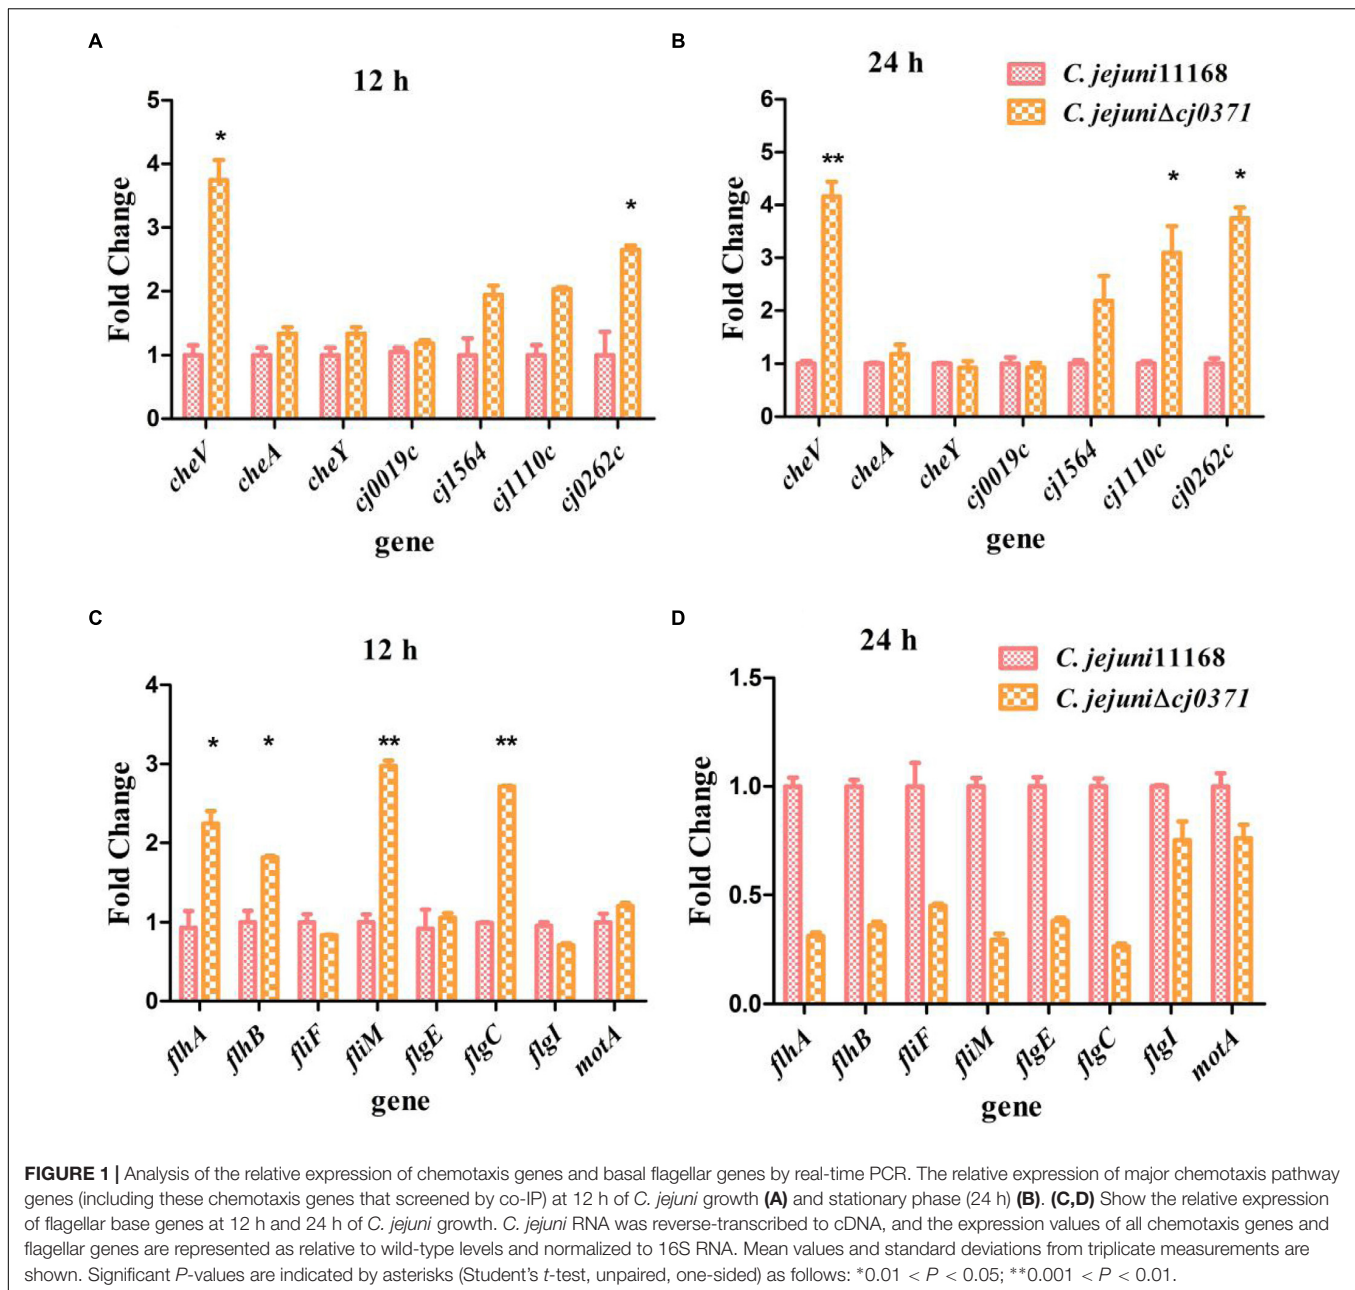 A
12 h
Fold Change
5
4
3
2
1
0
*
*
cheV
cheA
cheY
cj0019c
cj1564
cj1110c
cj0262c
gene
B
24 h
C. jejuni11168
C. jejuniΔcj0371
Fold Change
6
5
4
3
2
1
0
**
*
*
cheV
cheA
cheY
cj0019c
cj1564
cj1110c
cj0262c
gene
C
12 h
Fold Change
4
3
2
1
0
*
*
**
**
flhA
flhB
fliF
fliM
flgE
flgC
flgI
motA
gene
D
24 h
C. jejuni11168
C. jejuniΔcj0371
Fold Change
1.5
1.0
0.5
0.0
flhA
flhB
fliF
fliM
flgE
flgC
flgI
motA
gene
FIGURE 1 | Analysis of the relative expression of chemotaxis genes and basal flagellar genes by real-time PCR. The relative expression of major chemotaxis pathway
genes (including these chemotaxis genes that screened by co-IP) at 12 h of C. jejuni growth (A) and stationary phase (24 h) (B). (C,D) Show the relative expression
of flagellar base genes at 12 h and 24 h of C. jejuni growth. C. jejuni RNA was reverse-transcribed to cDNA, and the expression values of all chemotaxis genes and
flagellar genes are represented as relative to wild-type levels and normalized to 16S RNA. Mean values and standard deviations from triplicate measurements are
shown. Significant P-values are indicated by asterisks (Student's t-test, unpaired, one-sided) as follows: *0.01 < P < 0.05; **0.001 < P < 0.01.